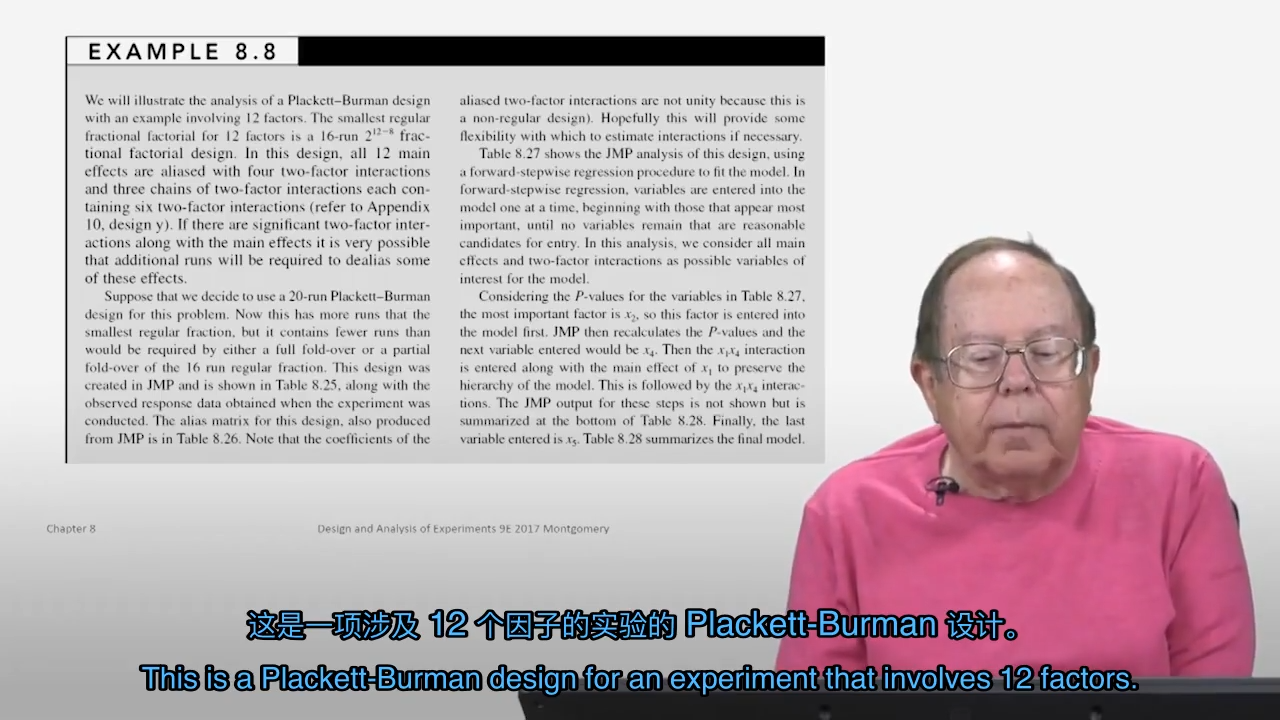 EXAMPLE 8.8
We will illustrate the analysis of a Plackett–Burman design
with an example involving 12 factors. The smallest regular
fractional factorial for 12 factors is a 16-run 2^{12−8} frac-
tional factorial design. In this design, all 12 main
effects are aliased with four two-factor interactions
and three chains of two-factor interactions each con-
taining six two-factor interactions (refer to Appendix
10, design y). If there are significant two-factor inter-
actions along with the main effects it is very possible
that additional runs will be required to dealias some
of these effects.
Suppose that we decide to use a 20-run Plackett–Burman
design for this problem. Now this has more runs that the
smallest regular fraction, but it contains fewer runs than
would be required by either a full fold-over or a partial
fold-over of the 16 run regular fraction. This design was
created in JMP and is shown in Table 8.25, along with the
observed response data obtained when the experiment was
conducted. The alias matrix for this design, also produced
from JMP is in Table 8.26. Note that the coefficients of the
aliased two-factor interactions are not unity because this is
a non-regular design). Hopefully this will provide some
flexibility with which to estimate interactions if necessary.
Table 8.27 shows the JMP analysis of this design, using
a forward-stepwise regression procedure to fit the model. In
forward-stepwise regression, variables are entered into the
model one at a time, beginning with those that appear most
important, until no variables remain that are reasonable
candidates for entry. In this analysis, we consider all main
effects and two-factor interactions as possible variables of
interest for the model.
Considering the P-values for the variables in Table 8.27,
the most important factor is x₂, so this factor is entered into
the model first. JMP then recalculates the P-values and the
next variable entered would be x₄. Then the x₁x₄ interaction
is entered along with the main effect of x₁ to preserve the
hierarchy of the model. This is followed by the x₁x₄ interac-
tions. The JMP output for these steps is not shown but is
summarized at the bottom of Table 8.28. Finally, the last
variable entered is x₅. Table 8.28 summarizes the final model.
Chapter 8
Design and Analysis of Experiments 9E 2017 Montgomery
这是一项涉及 12 个因子的实验的 Plackett-Burman 设计。
This is a Plackett-Burman design for an experiment that involves 12 factors.